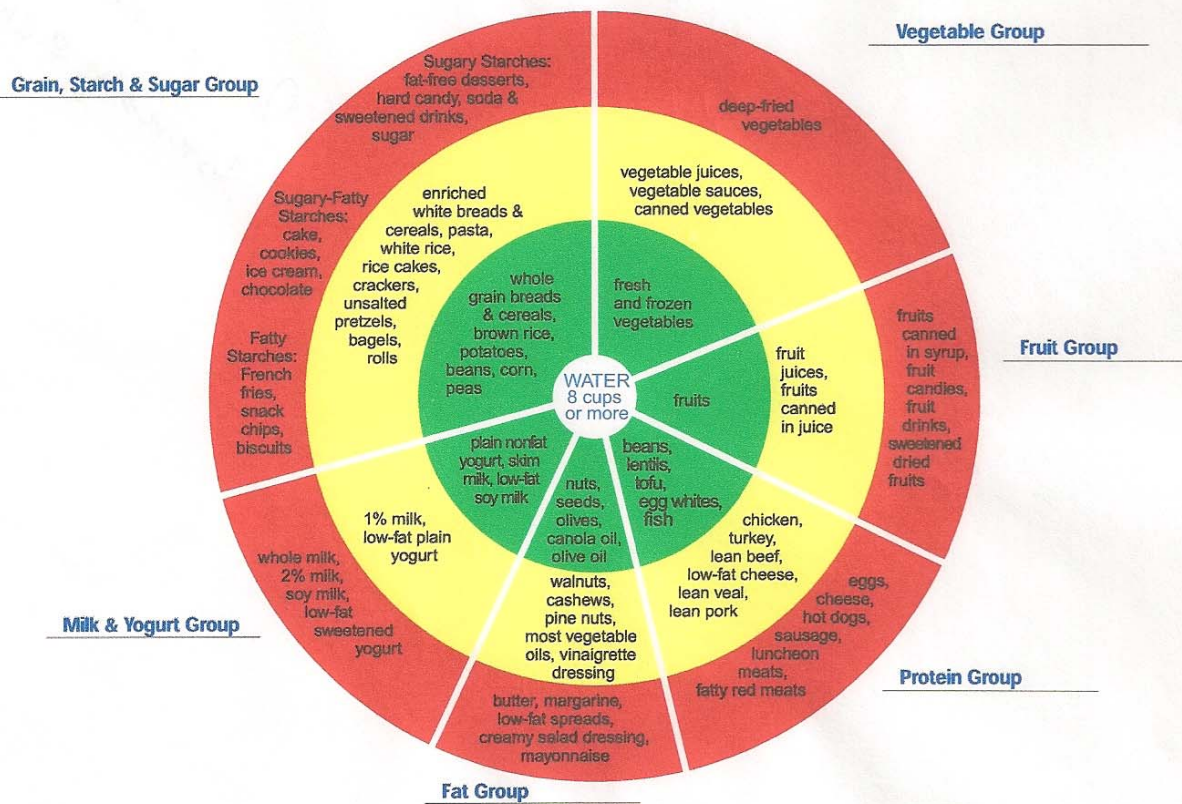 Vegetable Group
Grain, Starch & Sugar Group
Sugary Starches:
fat-free desserts,
hard candy, soda &
sweetened drinks,
sugar
deep-fried
vegetables
vegetable juices,
vegetable sauces,
canned vegetables
Sugary-Fatty
Starches:
cake,
cookies,
ice cream,
chocolate
enriched
white breads &
cereals, pasta,
white rice,
rice cakes,
crackers,
unsalted
pretzels,
bagels,
rolls
whole
grain breads
& cereals,
brown rice,
potatoes,
beans, corn,
peas
fresh
and frozen
vegetables
Fatty
Starches:
French
fries,
snack
chips,
biscuits
WATER
8 cups
or more
fruits
fruit
juices,
fruits
canned
in juice
fruits
canned
in syrup,
fruit
candies,
fruit
drinks,
sweetened
dried
fruits
Fruit Group
plain nonfat
yogurt, skim
milk, low-fat
soy milk
nuts,
seeds,
olives,
canola oil,
olive oil
beans,
lentils,
tofu,
egg whites,
fish
1% milk,
low-fat plain
yogurt
walnuts,
cashews,
pine nuts,
most vegetable
oils, vinaigrette
dressing
chicken,
turkey,
lean beef,
low-fat cheese,
lean veal,
lean pork
whole milk,
2% milk,
soy milk,
low-fat
sweetened
yogurt
Milk & Yogurt Group
butter, margarine,
low-fat spreads,
creamy salad dressing,
mayonnaise
eggs,
cheese,
hot dogs,
sausage,
luncheon
meats,
fatty red meats
Protein Group
Fat Group